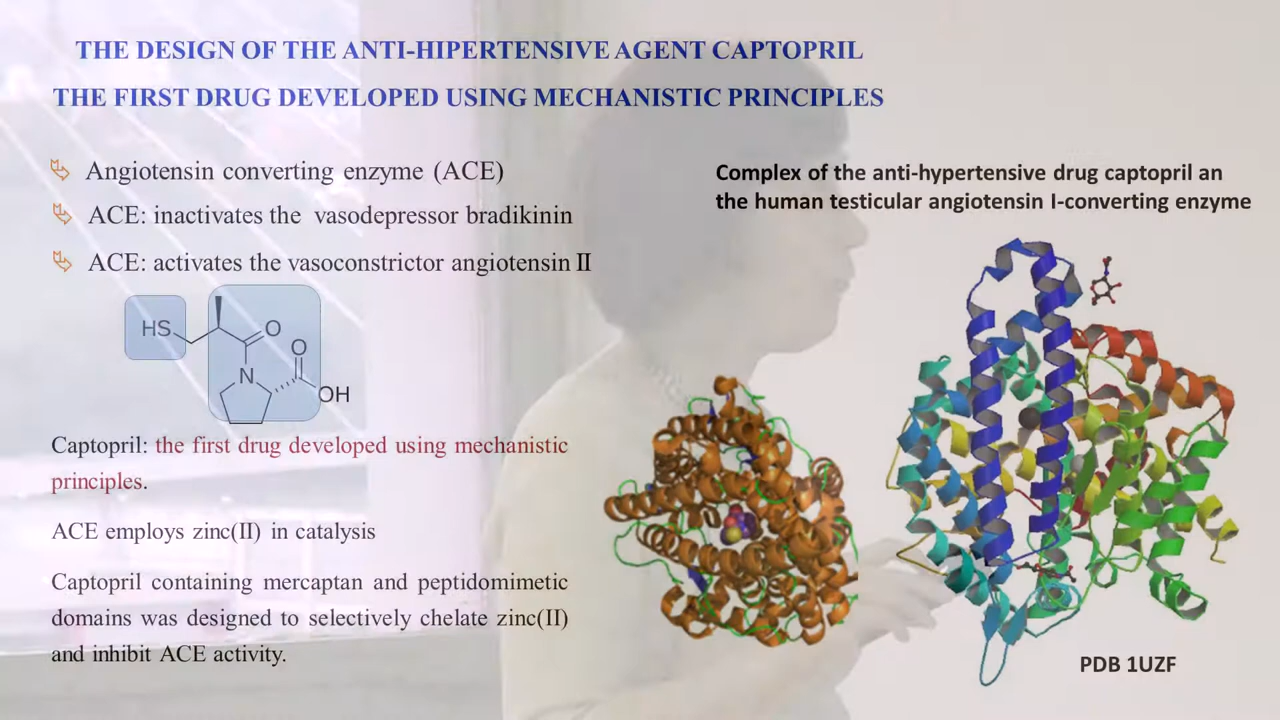 THE DESIGN OF THE ANTI-HIPERTENSIVE AGENT CAPTOPRIL
THE FIRST DRUG DEVELOPED USING MECHANISTIC PRINCIPLES
Angiotensin converting enzyme (ACE)
ACE: inactivates the vasodepressor bradikinin
ACE: activates the vasoconstrictor angiotensin II
HS
O
O
N
OH
Captopril: the first drug developed using mechanistic
principles.
ACE employs zinc(II) in catalysis
Captopril containing mercaptan and peptidomimetic
domains was designed to selectively chelate zinc(II)
and inhibit ACE activity.
Complex of the anti-hypertensive drug captopril an
the human testicular angiotensin I-converting enzyme
PDB 1UZF